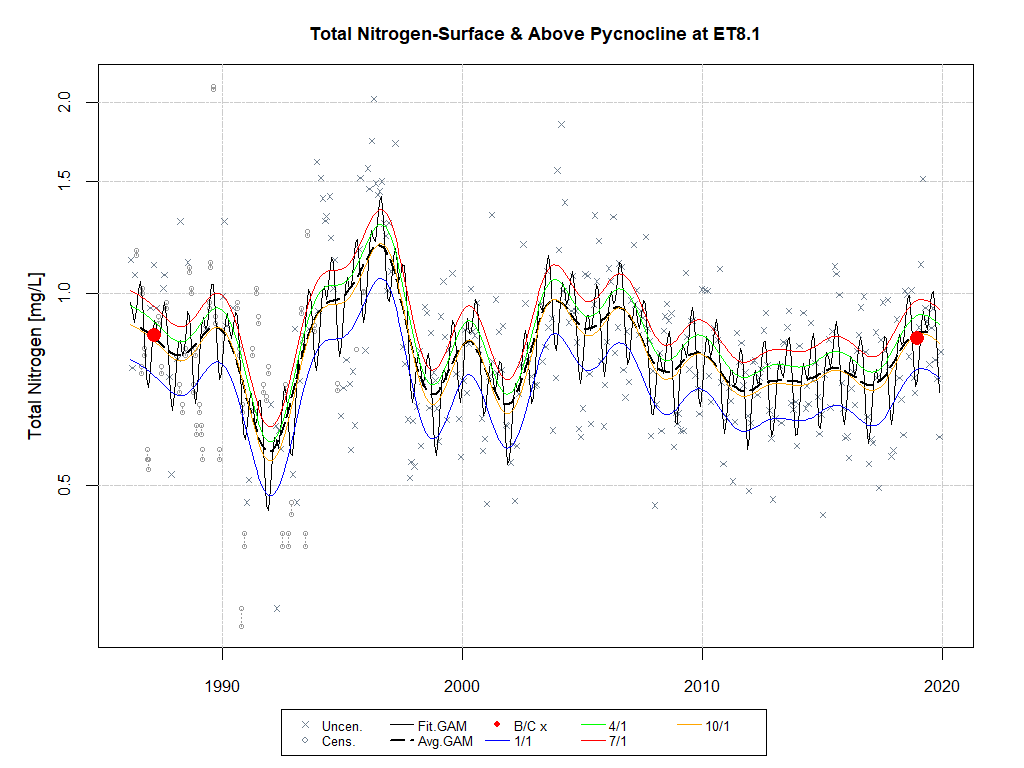 Total Nitrogen-Surface & Above Pycnocline at ET8.1
Total Nitrogen [mg/L]
2.0
1.5
1.0
0.5
1990 2000 2010 2020
Uncen. Fit.GAM B/C x 4/1 10/1
Cens. Avg.GAM 1/1 7/1